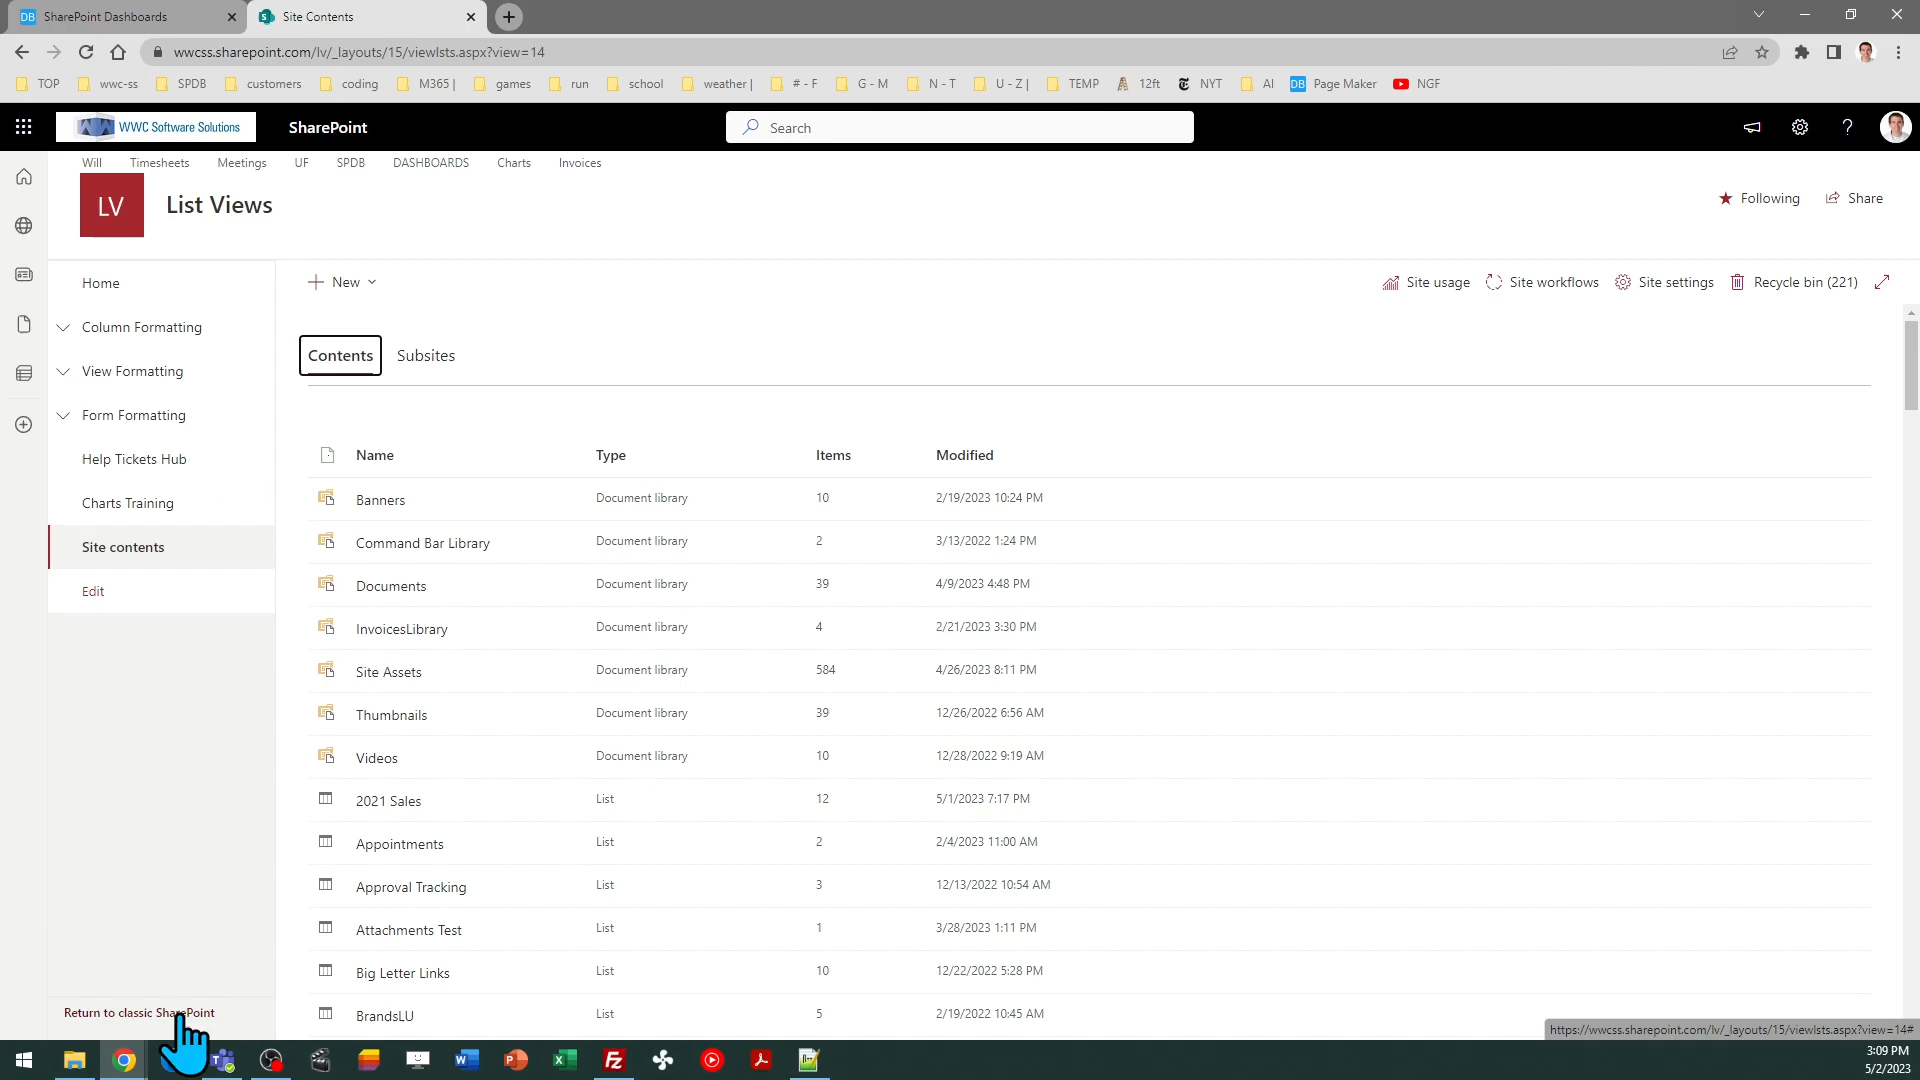 DB SharePoint Dashboards
S Site Contents
wwcss.sharepoint.com/lv/_layouts/15/viewlsts.aspx?view=14
TOP wwc-ss SPDB customers coding M365 | games run school weather | # - F G - M N - T U - Z | TEMP 12ft NYT AI DB Page Maker NGF
WWC Software Solutions SharePoint Search
Will Timesheets Meetings UF SPDB DASHBOARDS Charts Invoices
LV List Views
Following Share
Home
Column Formatting
View Formatting
Form Formatting
Help Tickets Hub
Charts Training
Site contents
Edit
Return to classic SharePoint
New
Site usage Site workflows Site settings Recycle bin (221)
Contents Subsites
Name Type Items Modified
Banners Document library 10 2/19/2023 10:24 PM
Command Bar Library Document library 2 3/13/2022 1:24 PM
Documents Document library 39 4/9/2023 4:48 PM
InvoicesLibrary Document library 4 2/21/2023 3:30 PM
Site Assets Document library 584 4/26/2023 8:11 PM
Thumbnails Document library 39 12/26/2022 6:56 AM
Videos Document library 10 12/28/2022 9:19 AM
2021 Sales List 12 5/1/2023 7:17 PM
Appointments List 2 2/4/2023 11:00 AM
Approval Tracking List 3 12/13/2022 10:54 AM
Attachments Test List 1 3/28/2023 1:11 PM
Big Letter Links List 10 12/22/2022 5:28 PM
BrandsLU List 5 2/19/2022 10:45 AM
https://wwcss.sharepoint.com/lv/_layouts/15/viewlsts.aspx?view=14#
3:09 PM
5/2/2023